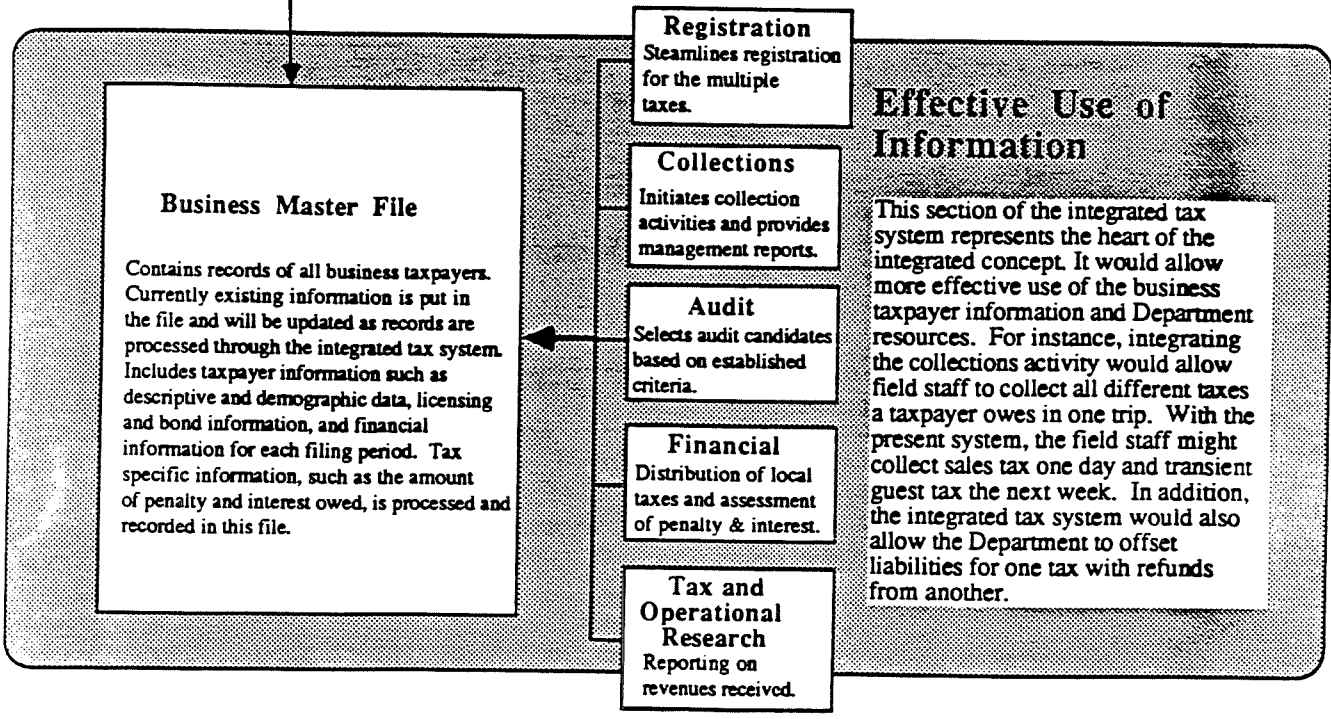 Business Master File
Contains records of all business taxpayers.
Currently existing information is put in
the file and will be updated as records are
processed through the integrated tax system.
Includes taxpayer information such as
descriptive and demographic data, licensing
and bond information, and financial
information for each filing period. Tax
specific information, such as the amount
of penalty and interest owed, is processed and
recorded in this file.
Registration
Steamlines registration
for the multiple
taxes.
Collections
Initiates collection
activities and provides
management reports.
Audit
Selects audit candidates
based on established
criteria.
Financial
Distribution of local
taxes and assessment
of penalty & interest.
Tax and
Operational
Research
Reporting on
revenues received.
Effective Use of
Information
This section of the integrated tax
system represents the heart of the
integrated concept. It would allow
more effective use of the business
taxpayer information and Department
resources. For instance, integrating
the collections activity would allow
field staff to collect all different taxes
a taxpayer owes in one trip. With the
present system, the field staff might
collect sales tax one day and transient
guest tax the next week. In addition,
the integrated tax system would also
allow the Department to offset
liabilities for one tax with refunds
from another.